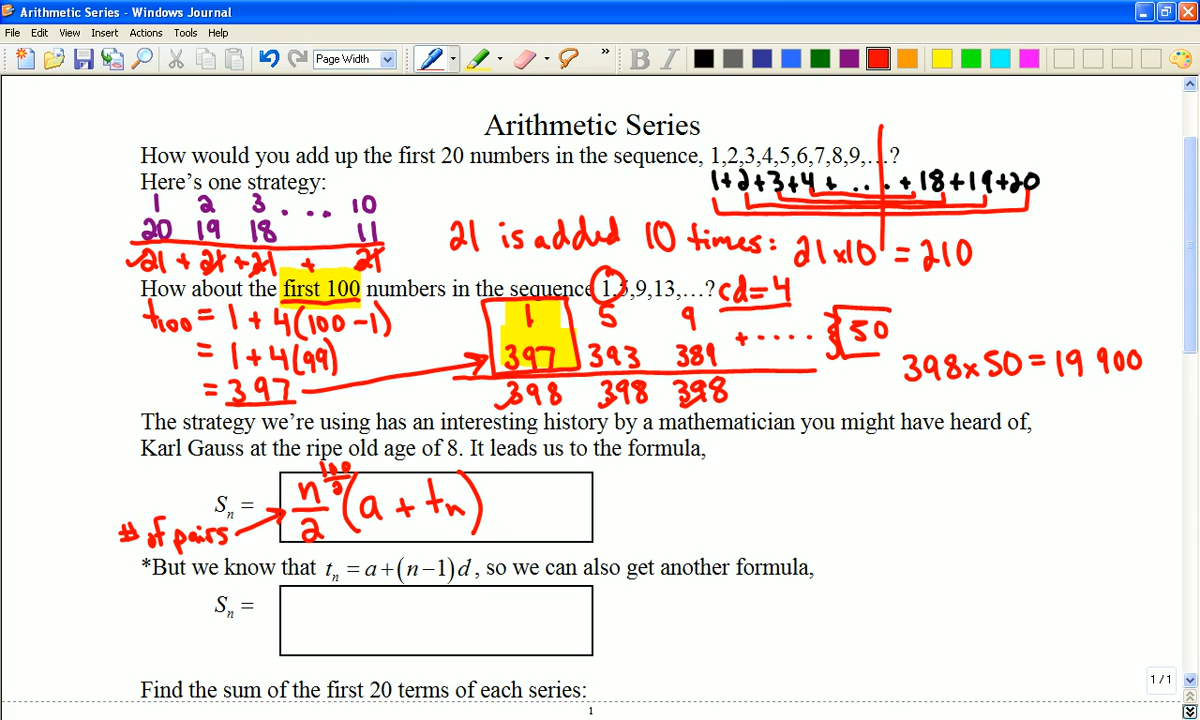 Arithmetic Series - Windows Journal
File Edit View Insert Actions Tools Help
Page Width » B I
Arithmetic Series
How would you add up the first 20 numbers in the sequence, 1,2,3,4,5,6,7,8,9,…?
Here's one strategy:
1+2+3+4+....+18+19+20
1 2 3 ... 10
20 19 18 11
21 + 21 + 21 + 21
21 is added 10 times: 21x10 = 210
How about the first 100 numbers in the sequence 1,5,9,13,…? cd=4
t100 = 1 + 4(100-1)
= 1+4(99)
= 397
1 5 9
397 393 389
+ ..... 50
398 398 398
398x50=19 900
The strategy we're using has an interesting history by a mathematician you might have heard of,
Karl Gauss at the ripe old age of 8. It leads us to the formula,
100/2
Sn = n/2 (a + tn)
# of pairs
*But we know that tn = a+(n−1)d, so we can also get another formula,
Sn =
Find the sum of the first 20 terms of each series:
1/1
1